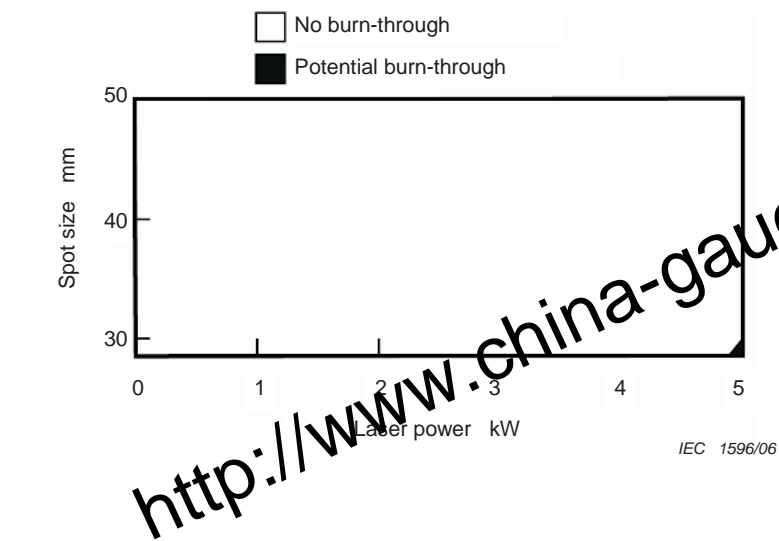 No burn-through
Potential burn-through
50
40
30
Spot size mm
0 1 2 3 4 5
Laser power kW
IEC 1596/06
http://www.china-gau